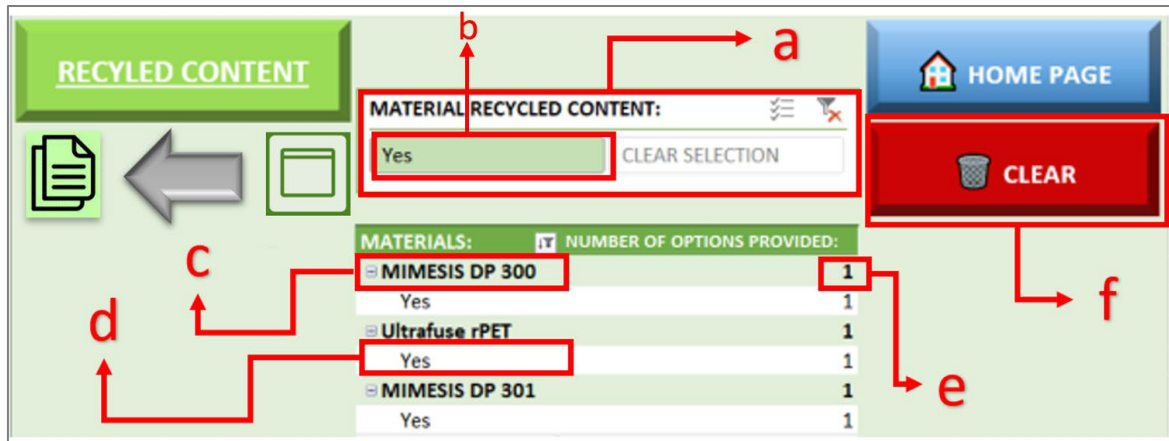 RECYLED CONTENT
b
a
HOME PAGE
MATERIAL RECYCLED CONTENT:
Yes
CLEAR SELECTION
CLEAR
MATERIALS:
NUMBER OF OPTIONS PROVIDED:
c
MIMESIS DP 300 1
Yes 1
d
Ultrafuse rPET 1
Yes 1
MIMESIS DP 301 1
Yes 1
e
f